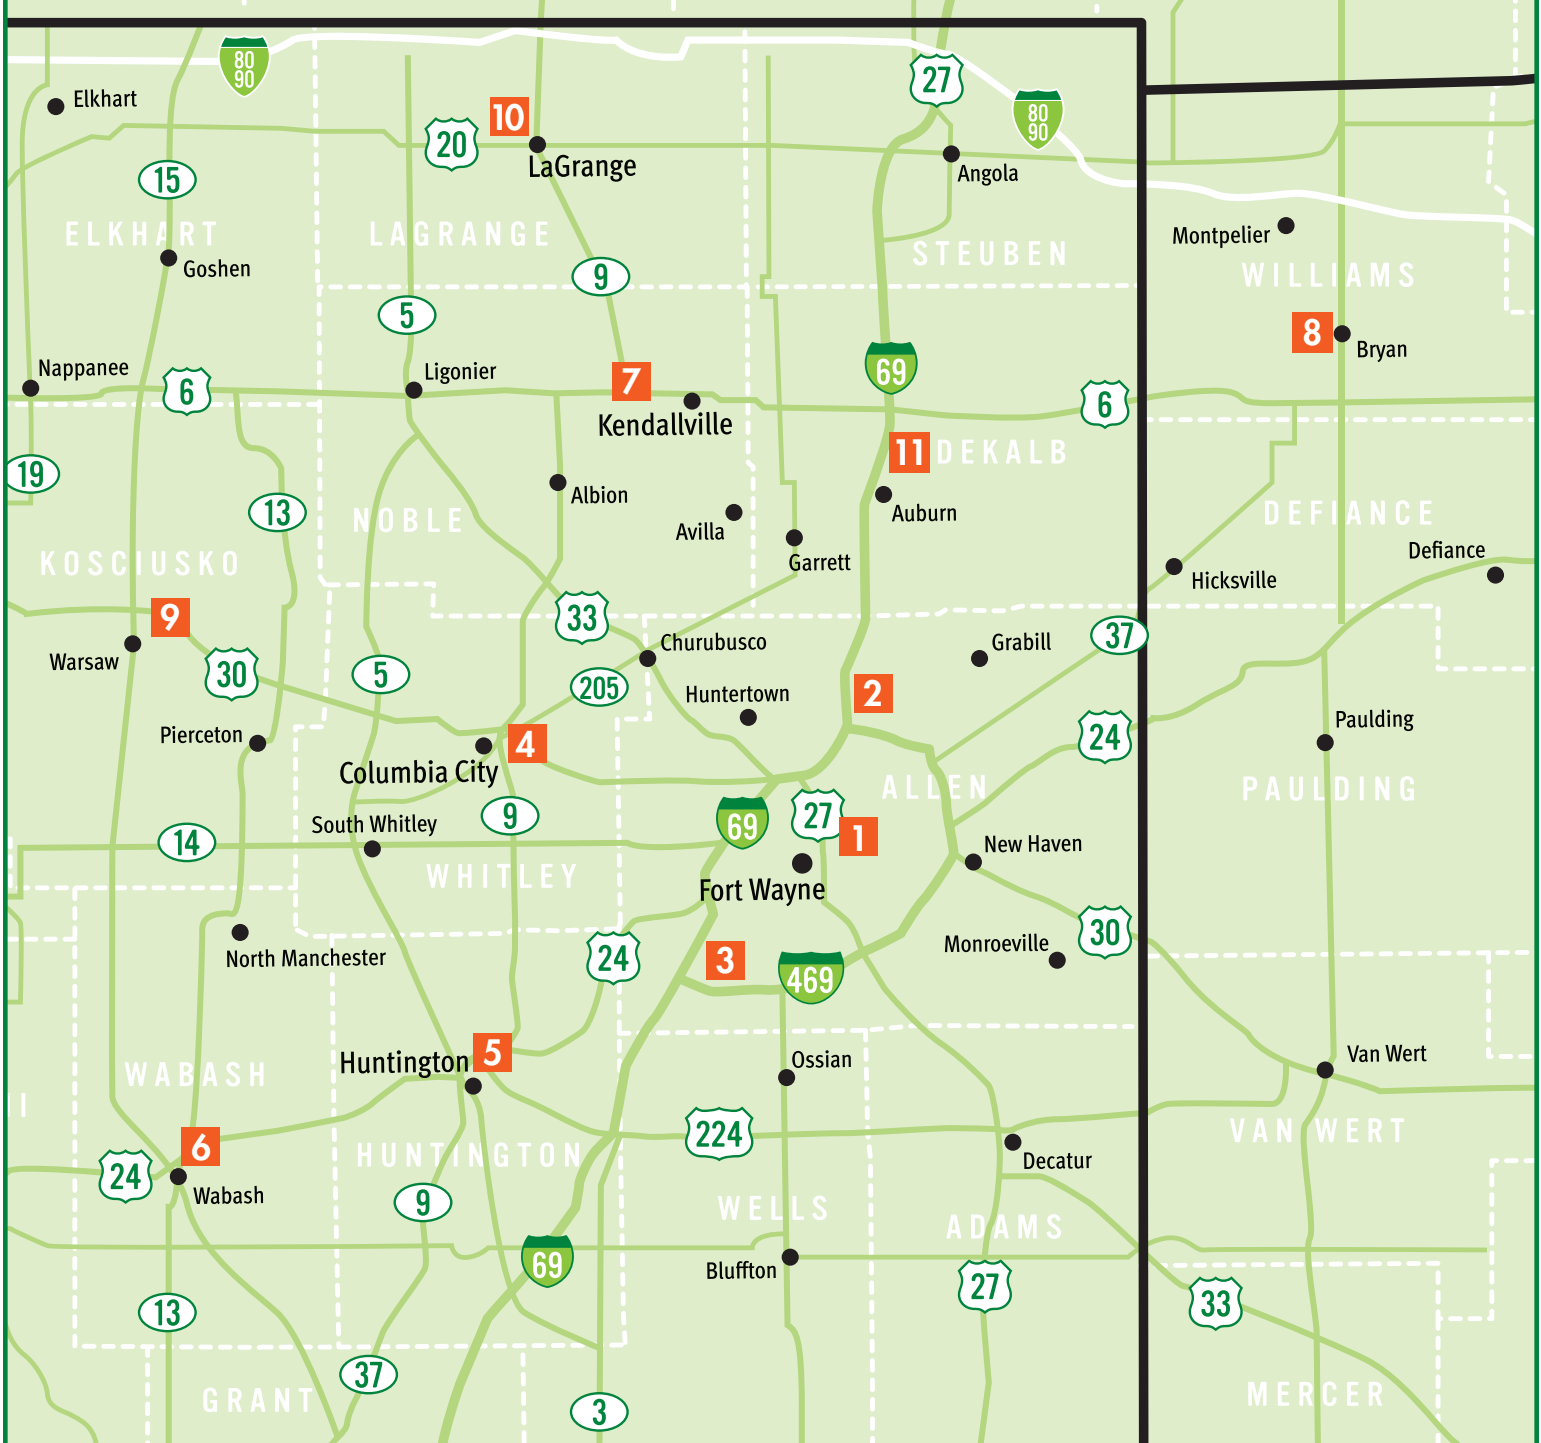 80
90
27
Elkhart
10
80
90
20
LaGrange
Angola
15
ELKHART
LAGRANGE
STEUBEN
Montpelier
Goshen
9
WILLIAMS
5
8
Bryan
Nappanee
Ligonier
69
6
7
6
Kendallville
11
DEKALB
19
Albion
13
NOBLE
Avilla
Auburn
DEFIANCE
KOSCIUSKO
Garrett
Defiance
Hicksville
9
33
Churubusco
Grabill
37
Warsaw
30
5
205
Huntertown
2
Pierceton
4
24
Paulding
Columbia City
ALLEN
PAULDING
South Whitley
9
69
27
1
14
New Haven
WHITLEY
Fort Wayne
North Manchester
24
3
469
Monroeville
30
Huntington
5
Ossian
Van Wert
WABASH
224
VAN WERT
6
HUNTINGTON
Decatur
24
Wabash
9
WELLS
ADAMS
69
Bluffton
27
13
33
37
GRANT
3
MERCER